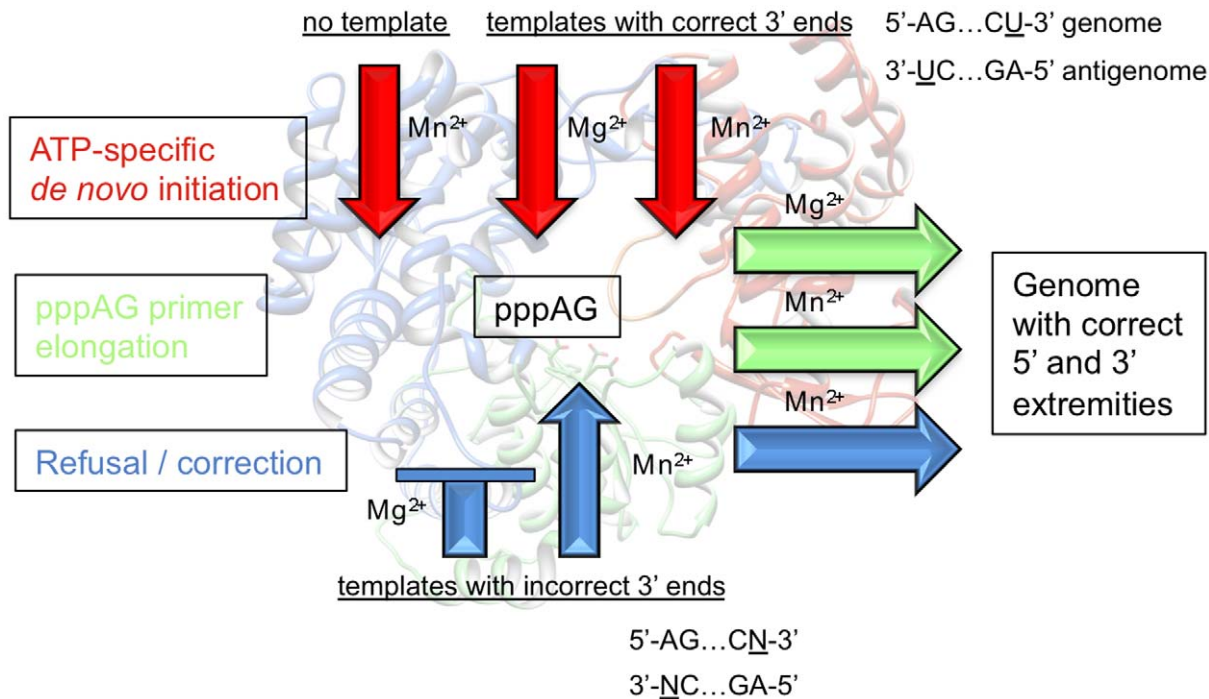 no template
templates with correct 3’ ends
5’-AG…CU-3’ genome
3’-UC…GA-5’ antigenome
Mn2+
Mg2+
Mn2+
ATP-specific
de novo initiation
Mg2+
pppAG primer
elongation
pppAG
Mn2+
Genome
with correct
5’ and 3’
extremities
Mn2+
Refusal / correction
Mg2+
Mn2+
templates with incorrect 3’ ends
5’-AG…CN-3’
3’-NC…GA-5’